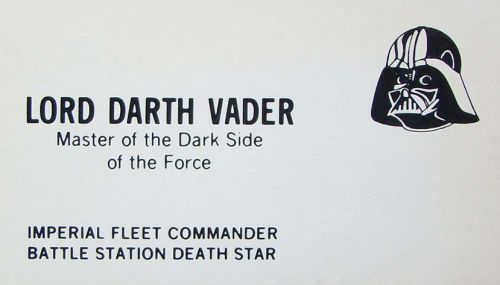 LORD DARTH VADER
Master of the Dark Side
of the Force
IMPERIAL FLEET COMMANDER
BATTLE STATION DEATH STAR